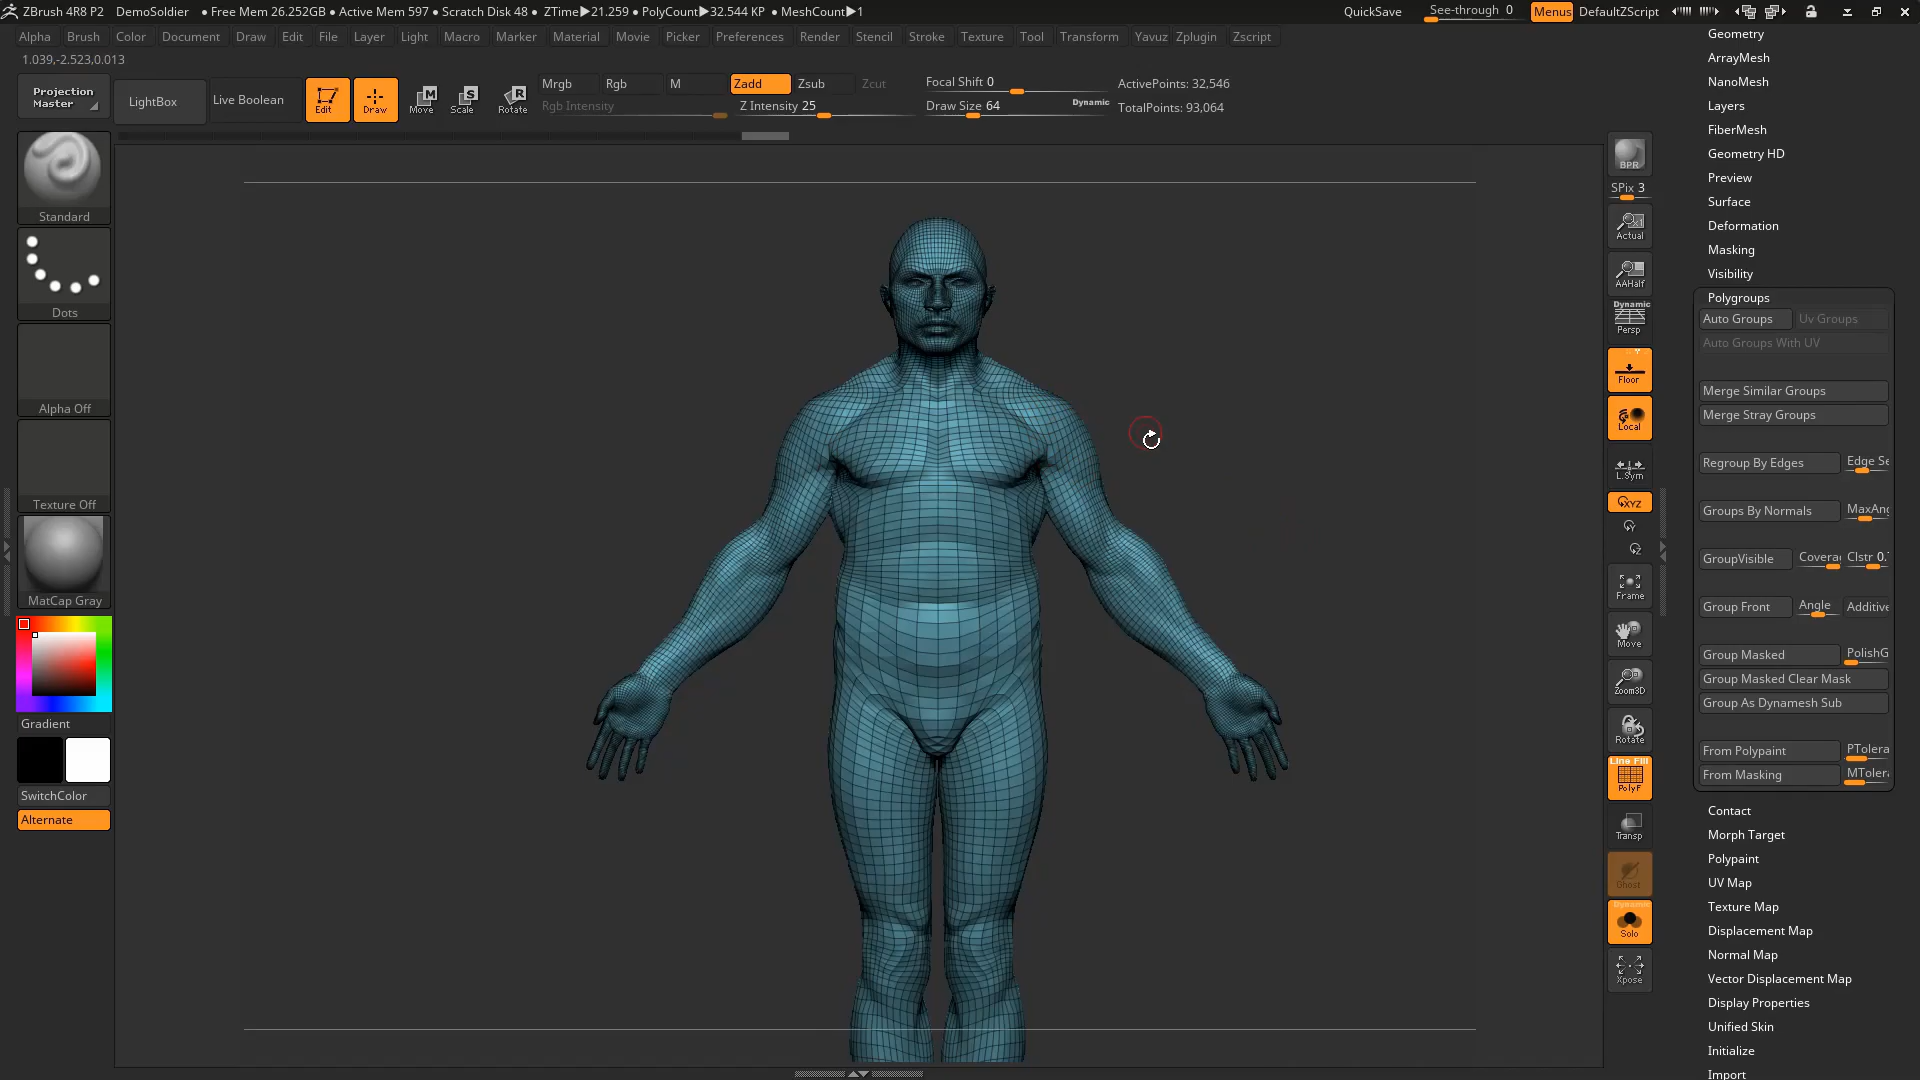 ZBrush 4R8 P2 DemoSoldier ● Free Mem 26.252GB ● Active Mem 597 ● Scratch Disk 48 ● ZTime▶21.259 ● PolyCount▶32.544 KP ● MeshCount▶1 QuickSave See-through 0 Menus DefaultZScript
Alpha Brush Color Document Draw Edit File Layer Light Macro Marker Material Movie Picker Preferences Render Stencil Stroke Texture Tool Transform Yavuz Zplugin Zscript
1.039,-2.523,0.013
Projection Master
LightBox
Live Boolean
Edit
Draw
Move
Scale
Rotate
Mrgb Rgb M Zadd Zsub Zcut
Rgb Intensity Z Intensity 25
Focal Shift 0
Draw Size 64 Dynamic
ActivePoints: 32,546
TotalPoints: 93,064
Standard
Dots
Alpha Off
Texture Off
MatCap Gray
Gradient
SwitchColor
Alternate
BPR
SPix 3
Actual
AAHalf
Dynamic
Persp
Floor
Local
L.Sym
XYZ
Y
Z
Frame
Move
Zoom3D
Rotate
Line Fill
PolyF
Transp
Ghost
Dynamic
Solo
Xpose
Geometry
ArrayMesh
NanoMesh
Layers
FiberMesh
Geometry HD
Preview
Surface
Deformation
Masking
Visibility
Polygroups
Auto Groups Uv Groups
Auto Groups With UV
Merge Similar Groups
Merge Stray Groups
Regroup By Edges Edge Se
Groups By Normals MaxAng
GroupVisible Covera Clstr 0.
Group Front Angle Additive
Group Masked PolishG
Group Masked Clear Mask
Group As Dynamesh Sub
From Polypaint PTolera
From Masking MTolera
Contact
Morph Target
Polypaint
UV Map
Texture Map
Displacement Map
Normal Map
Vector Displacement Map
Display Properties
Unified Skin
Initialize
Import